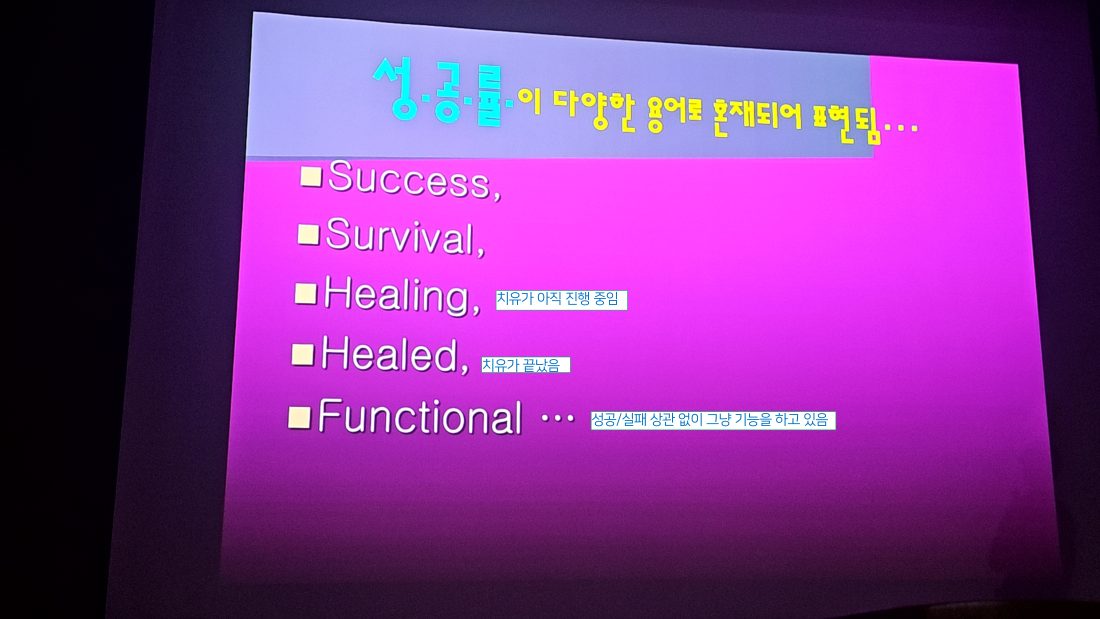 성.공.률.이 다양한 용어로 혼재되어 표현됨...
■Success,
■Survival,
■Healing, 치유가 아직 진행 중임
■Healed, 치유가 끝났음
■Functional … 성공/실패 상관 없이 그냥 기능을 하고 있음